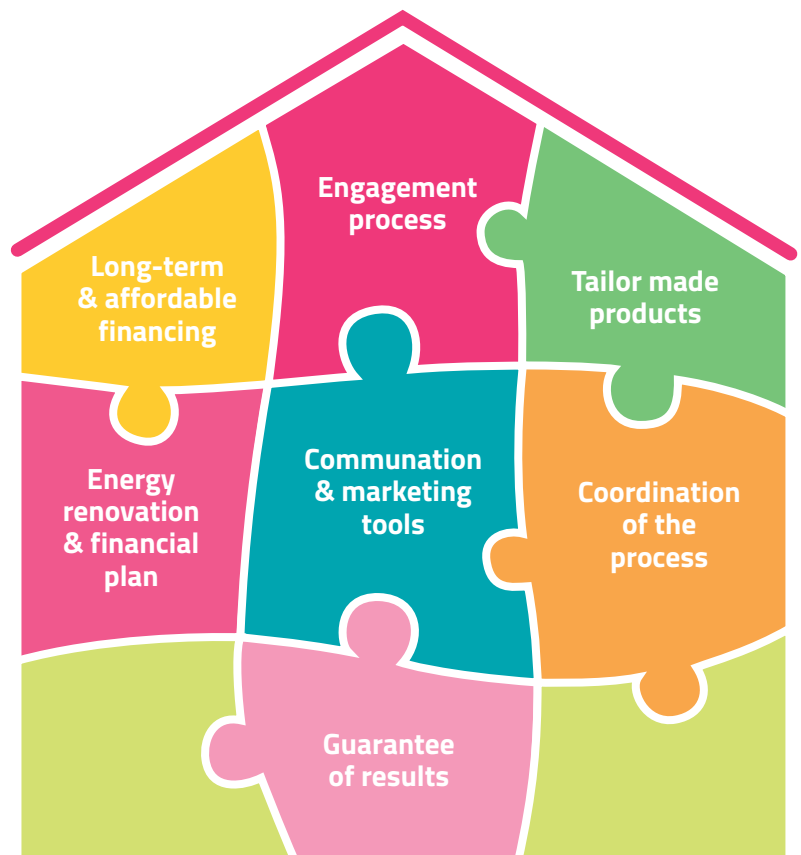 Engagement
process
Long-term
& affordable
financing
Tailor made
products
Energy
renovation
& financial
plan
Communation
& marketing
tools
Coordination
of the
process
Guarantee
of results